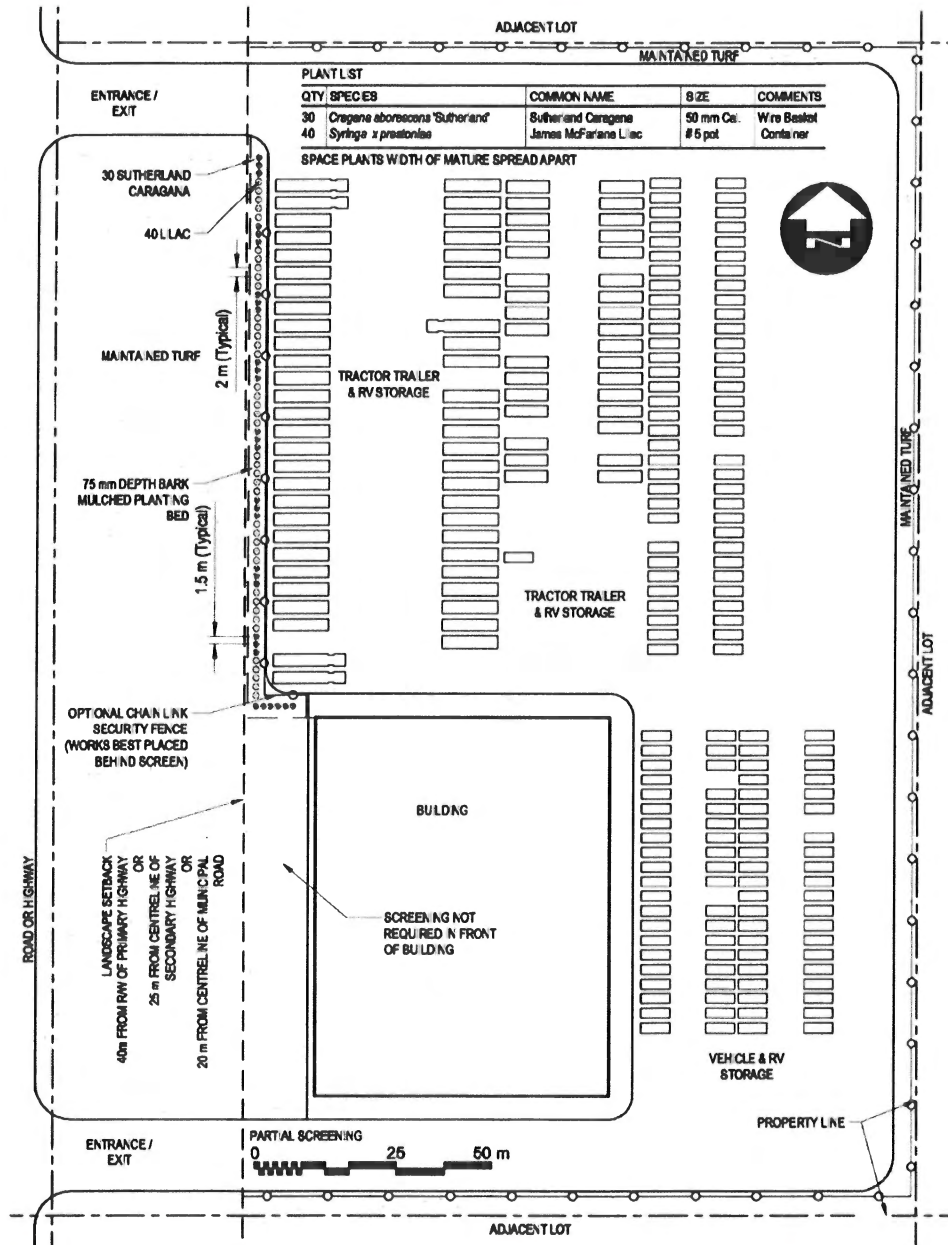 ADJACENT LOT
MAINTAINED TURF
PLANT LIST
QTY SPECIES COMMON NAME SIZE COMMENTS
30 Cragana aborescens 'Sutherland' Sutherland Caragana 50 mm Cal. Wire Basket
40 Syringa x prestoniae James McFarlane Lilac #5 pot Container
SPACE PLANTS WIDTH OF MATURE SPREAD APART
ENTRANCE /
EXIT
30 SUTHERLAND
CARAGANA
40 LILAC
2 m (Typical)
MAINTAINED TURF
TRACTOR TRAILER
& RV STORAGE
75 mm DEPTH BARK
MULCHED PLANTING
BED
MAINTAINED TURF
1.5 m (Typical)
TRACTOR TRAILER
& RV STORAGE
ADJACENT LOT
OPTIONAL CHAIN LINK
SECURITY FENCE
(WORKS BEST PLACED
BEHIND SCREEN)
BUILDING
ROAD OR HIGHWAY
LANDSCAPE SETBACK
40m FROM R/W OF PRIMARY HIGHWAY
OR
25 m FROM CENTRELINE OF
SECONDARY HIGHWAY
OR
20 m FROM CENTRELINE OF MUNICIPAL
ROAD
SCREENING NOT
REQUIRED IN FRONT
OF BUILDING
VEHICLE & RV
STORAGE
PROPERTY LINE
ENTRANCE /
EXIT
PARTIAL SCREENING
0 25 50 m
ADJACENT LOT